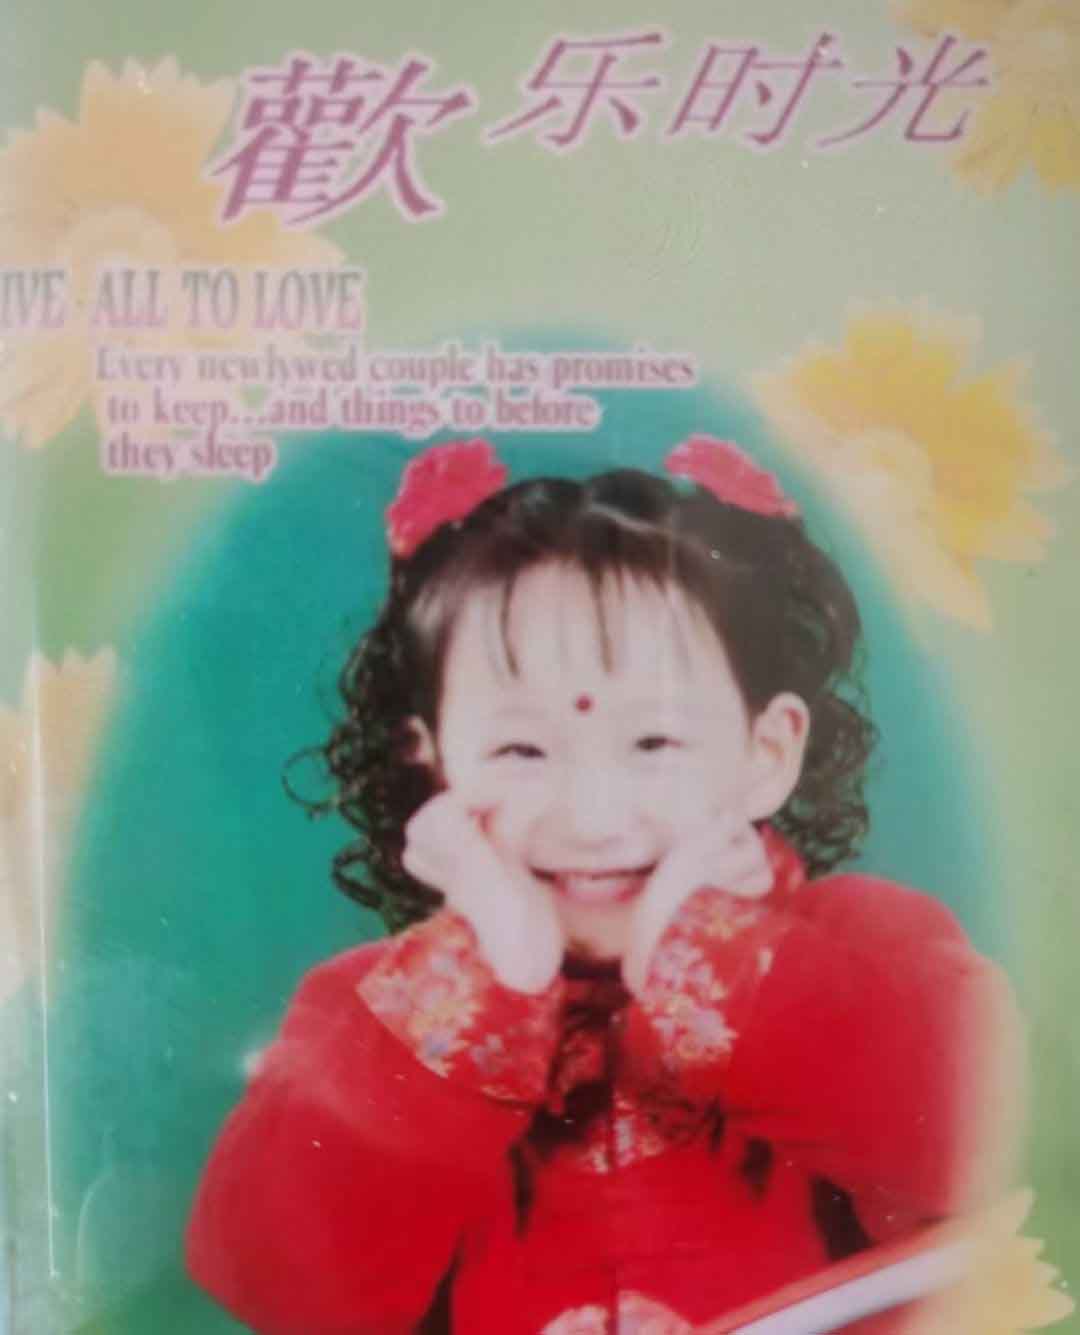 歡乐时光
IVE ALL TO LOVE
Every newlywed couple has promises
to keep...and things to before
they sleep